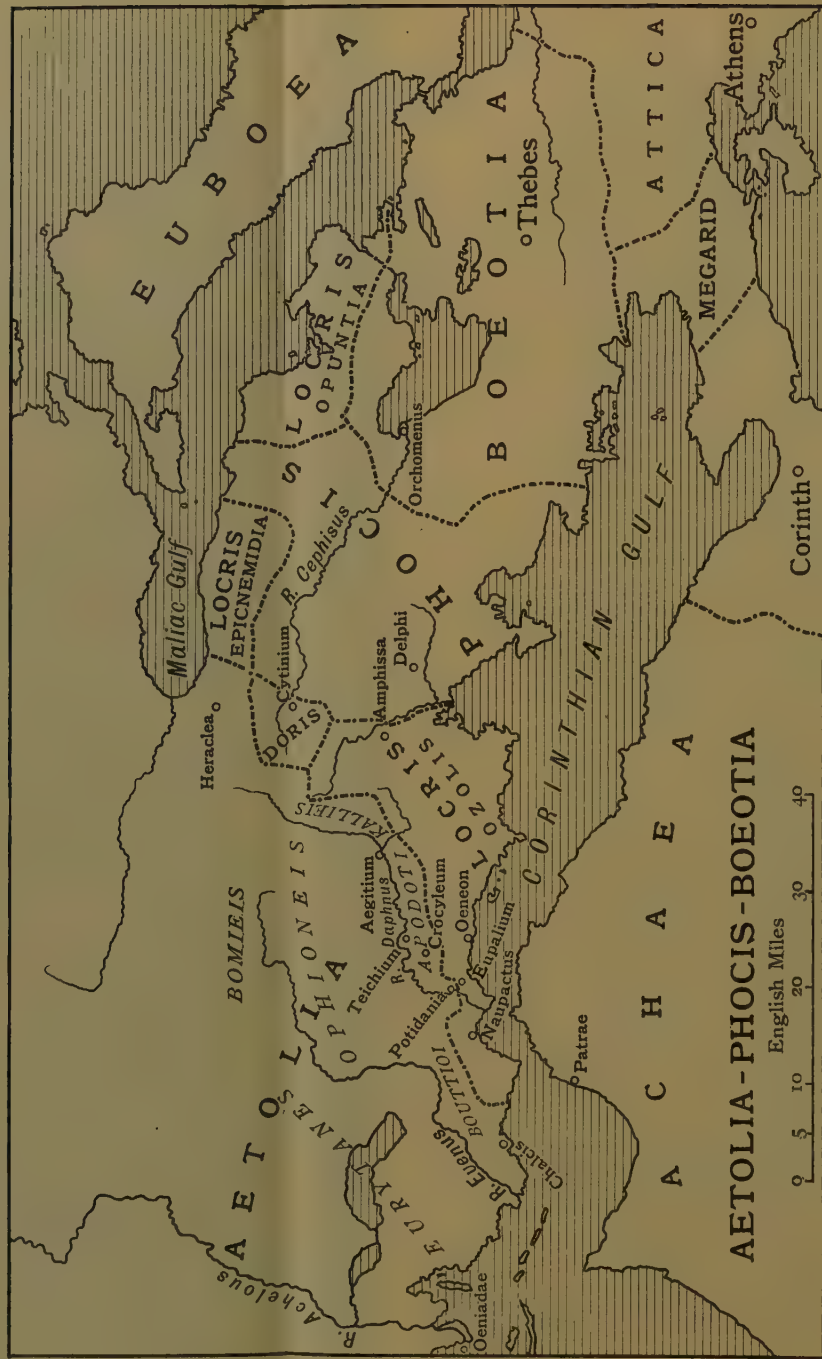 AETOLIA-PHOCIS-BOEOTIA
English Miles
0 5 10 20 30 40
AETOLIA
R. Achelous
EURYTANES
BOMIEIS
OPHIONEIS
KALLIEIS
APODOTI
BOUTTIOI
R. Euenus
Oeniadae
Chalcis
Naupactus
Potidania
Eupalium
Oeneon
Crocyleum
Teichium
R. Daphnus
Aegitium
Patrae
ACHAEA
CORINTHIAN GULF
LOCRIS
OZOLIS
Amphissa
Delphi
DORIS
Cytinium
Heraclea
Maliac Gulf
LOCRIS
EPICNEMIDIA
R. Cephisus
PHOCIS
LOCRIS
OPUNTIA
EUBOEA
Orchomenus
BOEOTIA
Thebes
ATTICA
Athens
MEGARID
Corinth